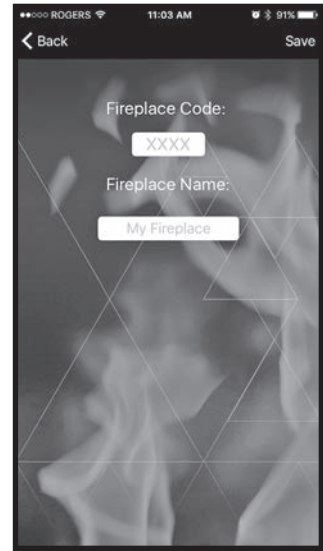 ROGERS 11:03 AM 91%
Back Save
Fireplace Code:
XXXX
Fireplace Name:
My Fireplace